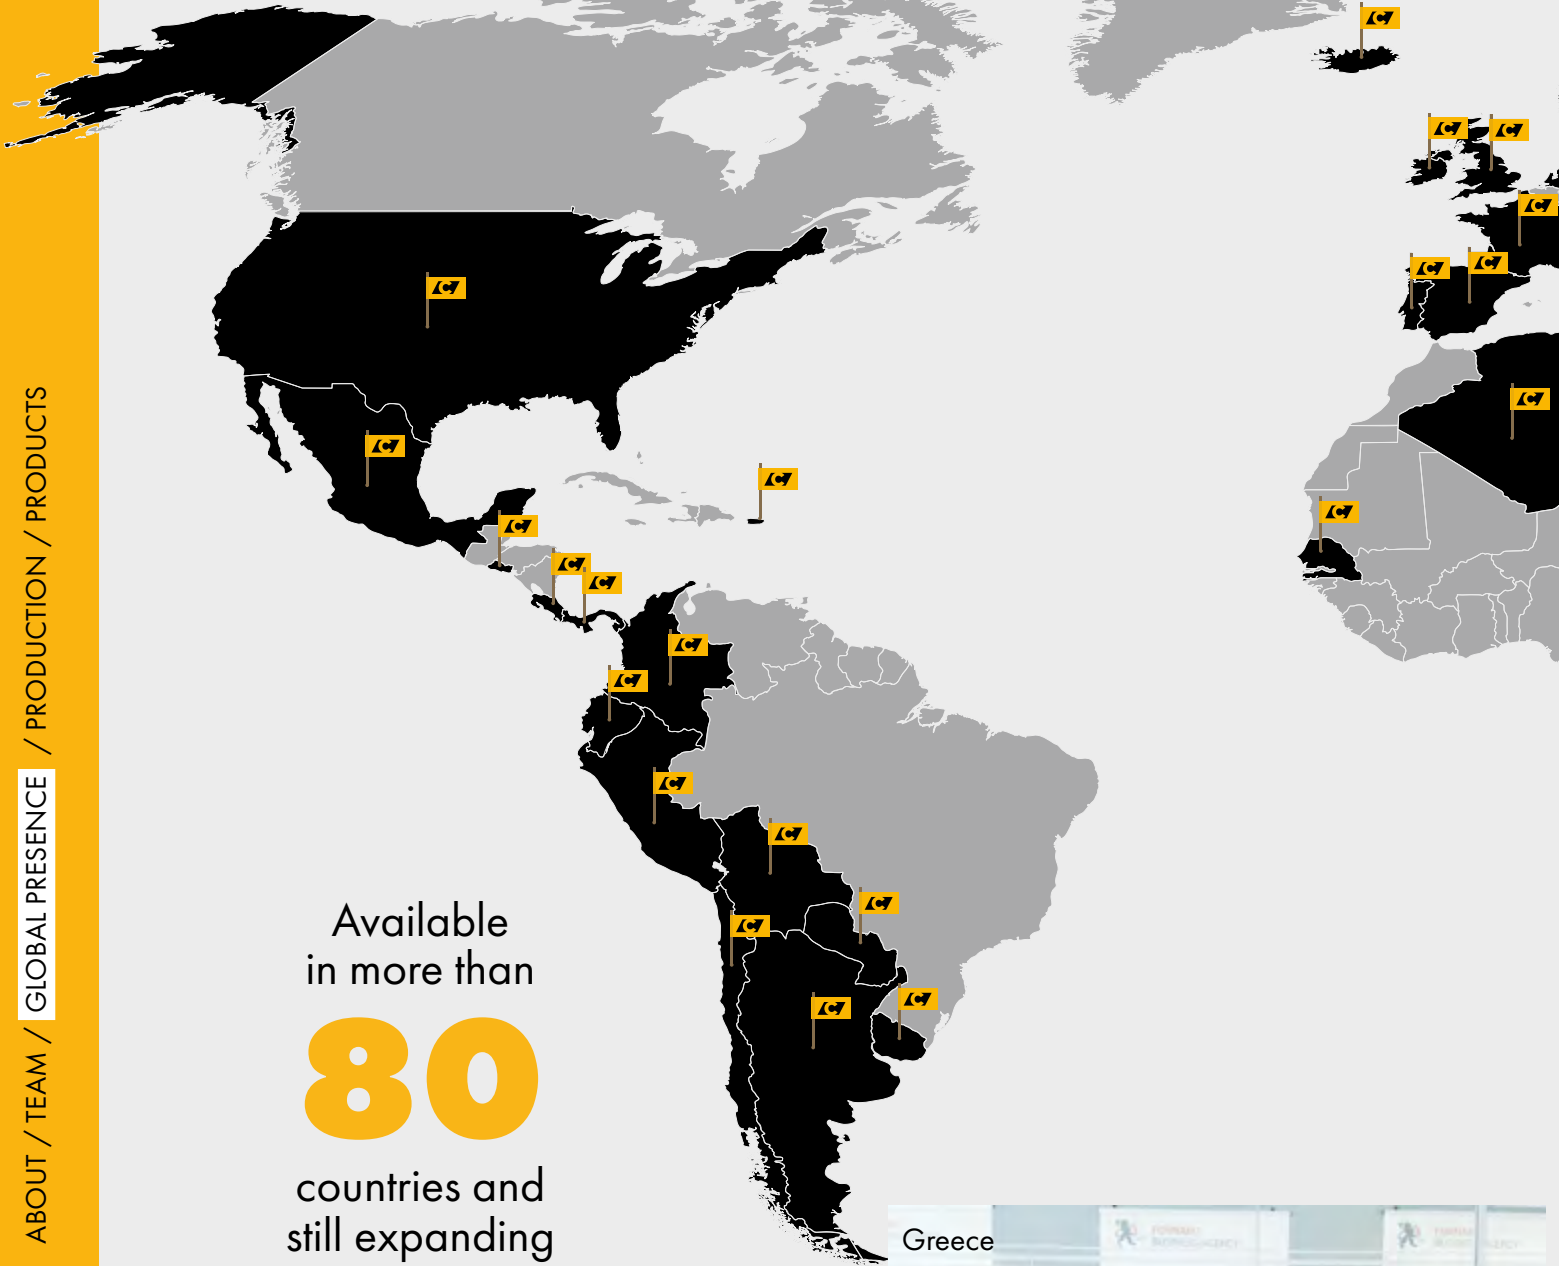 ABOUT / TEAM / GLOBAL PRESENCE / PRODUCTION / PRODUCTS
Available
in more than
80
countries and
still expanding
Greece